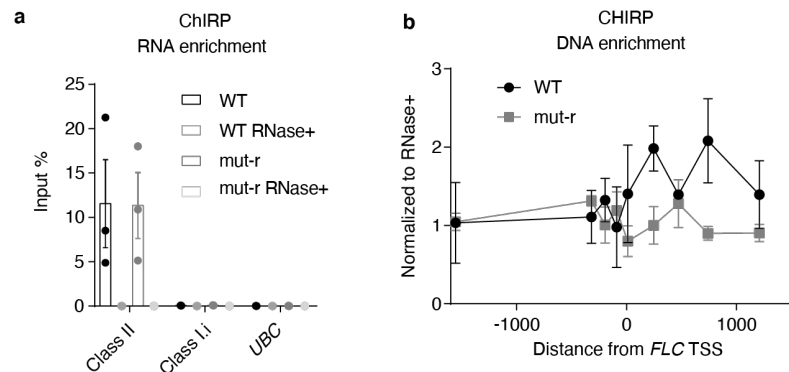 a
ChIRP
RNA enrichment
25
20
15
10
5
0
Input %
WT
WT RNase+
mut-r
mut-r RNase+
Class II
Class I.i
UBC
b
CHIRP
DNA enrichment
3
2
1
0
Normalized to RNase+
WT
mut-r
-1000
0
1000
Distance from FLC TSS